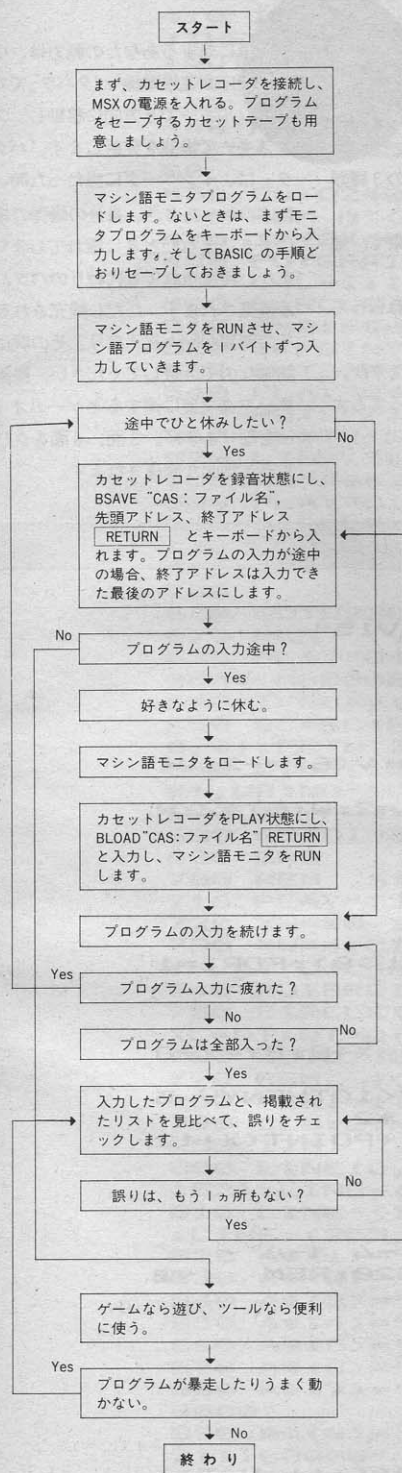 スタート
まず、カセットレコーダを接続し、
MSXの電源を入れる。プログラム
をセーブするカセットテープも用
意しましょう。
マシン語モニタプログラムをロー
ドします。ないときは、まずモニ
タプログラムをキーボードから入
力します。そしてBASIC の手順ど
おりセーブしておきましょう。
マシン語モニタをRUNさせ、マシ
ン語プログラムを1バイトずつ入
力していきます。
途中でひと休みしたい?
No
Yes
カセットレコーダを録音状態にし、
BSAVE "CAS:ファイル名",
先頭アドレス、終了アドレス
RETURN とキーボードから入
れます。プログラムの入力が途中
の場合、終了アドレスは入力でき
た最後のアドレスにします。
No
プログラムの入力途中?
Yes
好きなように休む。
マシン語モニタをロードします。
カセットレコーダをPLAY状態にし、
BLOAD"CAS:ファイル名" RETURN
と入力し、マシン語モニタをRUN
します。
プログラムの入力を続けます。
Yes
プログラム入力に疲れた?
No
プログラムは全部入った?
No
Yes
入力したプログラムと、掲載され
たリストを見比べて、誤りをチェ
ックします。
誤りは、もう1ヵ所もない?
No
Yes
ゲームなら遊び、ツールなら便利
に使う。
Yes
プログラムが暴走したりうまく動
かない。
No
終わり